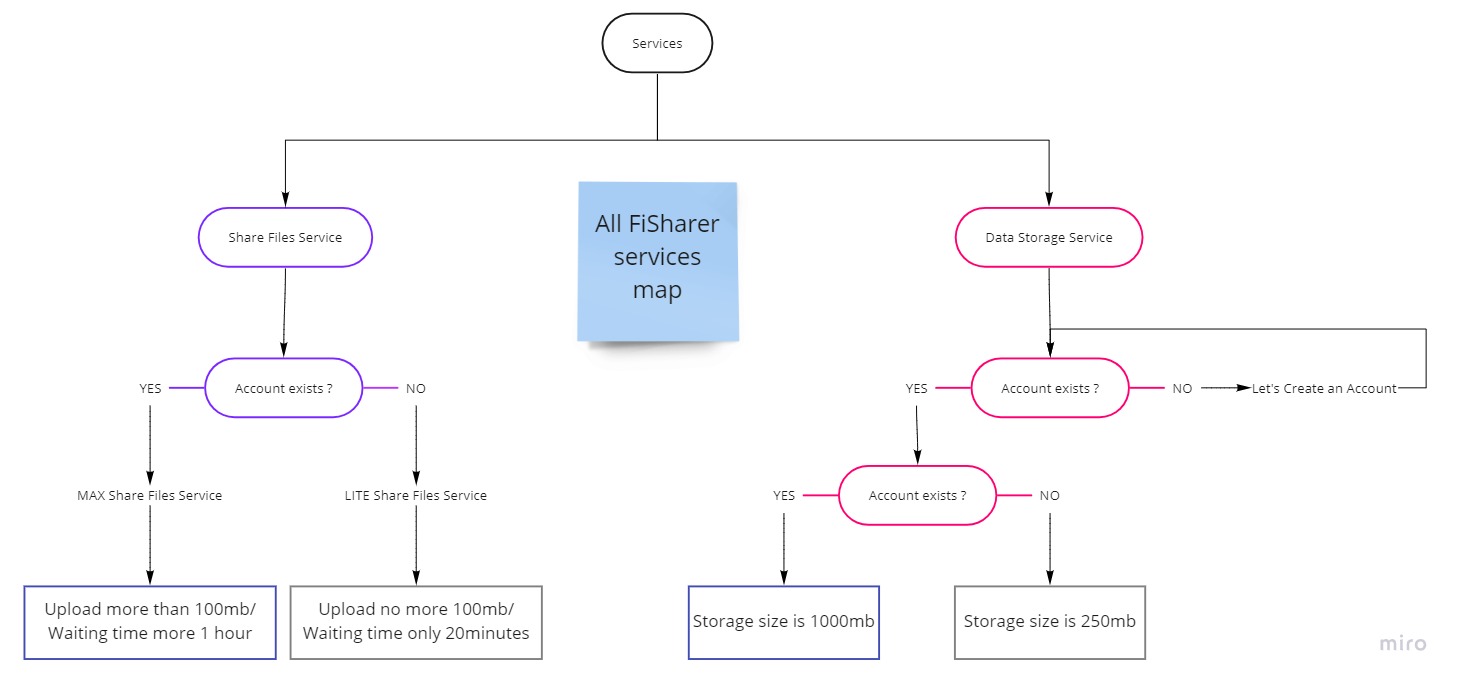 Services
All FiSharer
services
map
Share Files Service
Data Storage Service
YES
Account exists ?
NO
YES
Account exists ?
NO
Let's Create an Account
MAX Share Files Service
LITE Share Files Service
YES
Account exists ?
NO
Upload more than 100mb/
Waiting time more 1 hour
Upload no more 100mb/
Waiting time only 20minutes
Storage size is 1000mb
Storage size is 250mb
miro